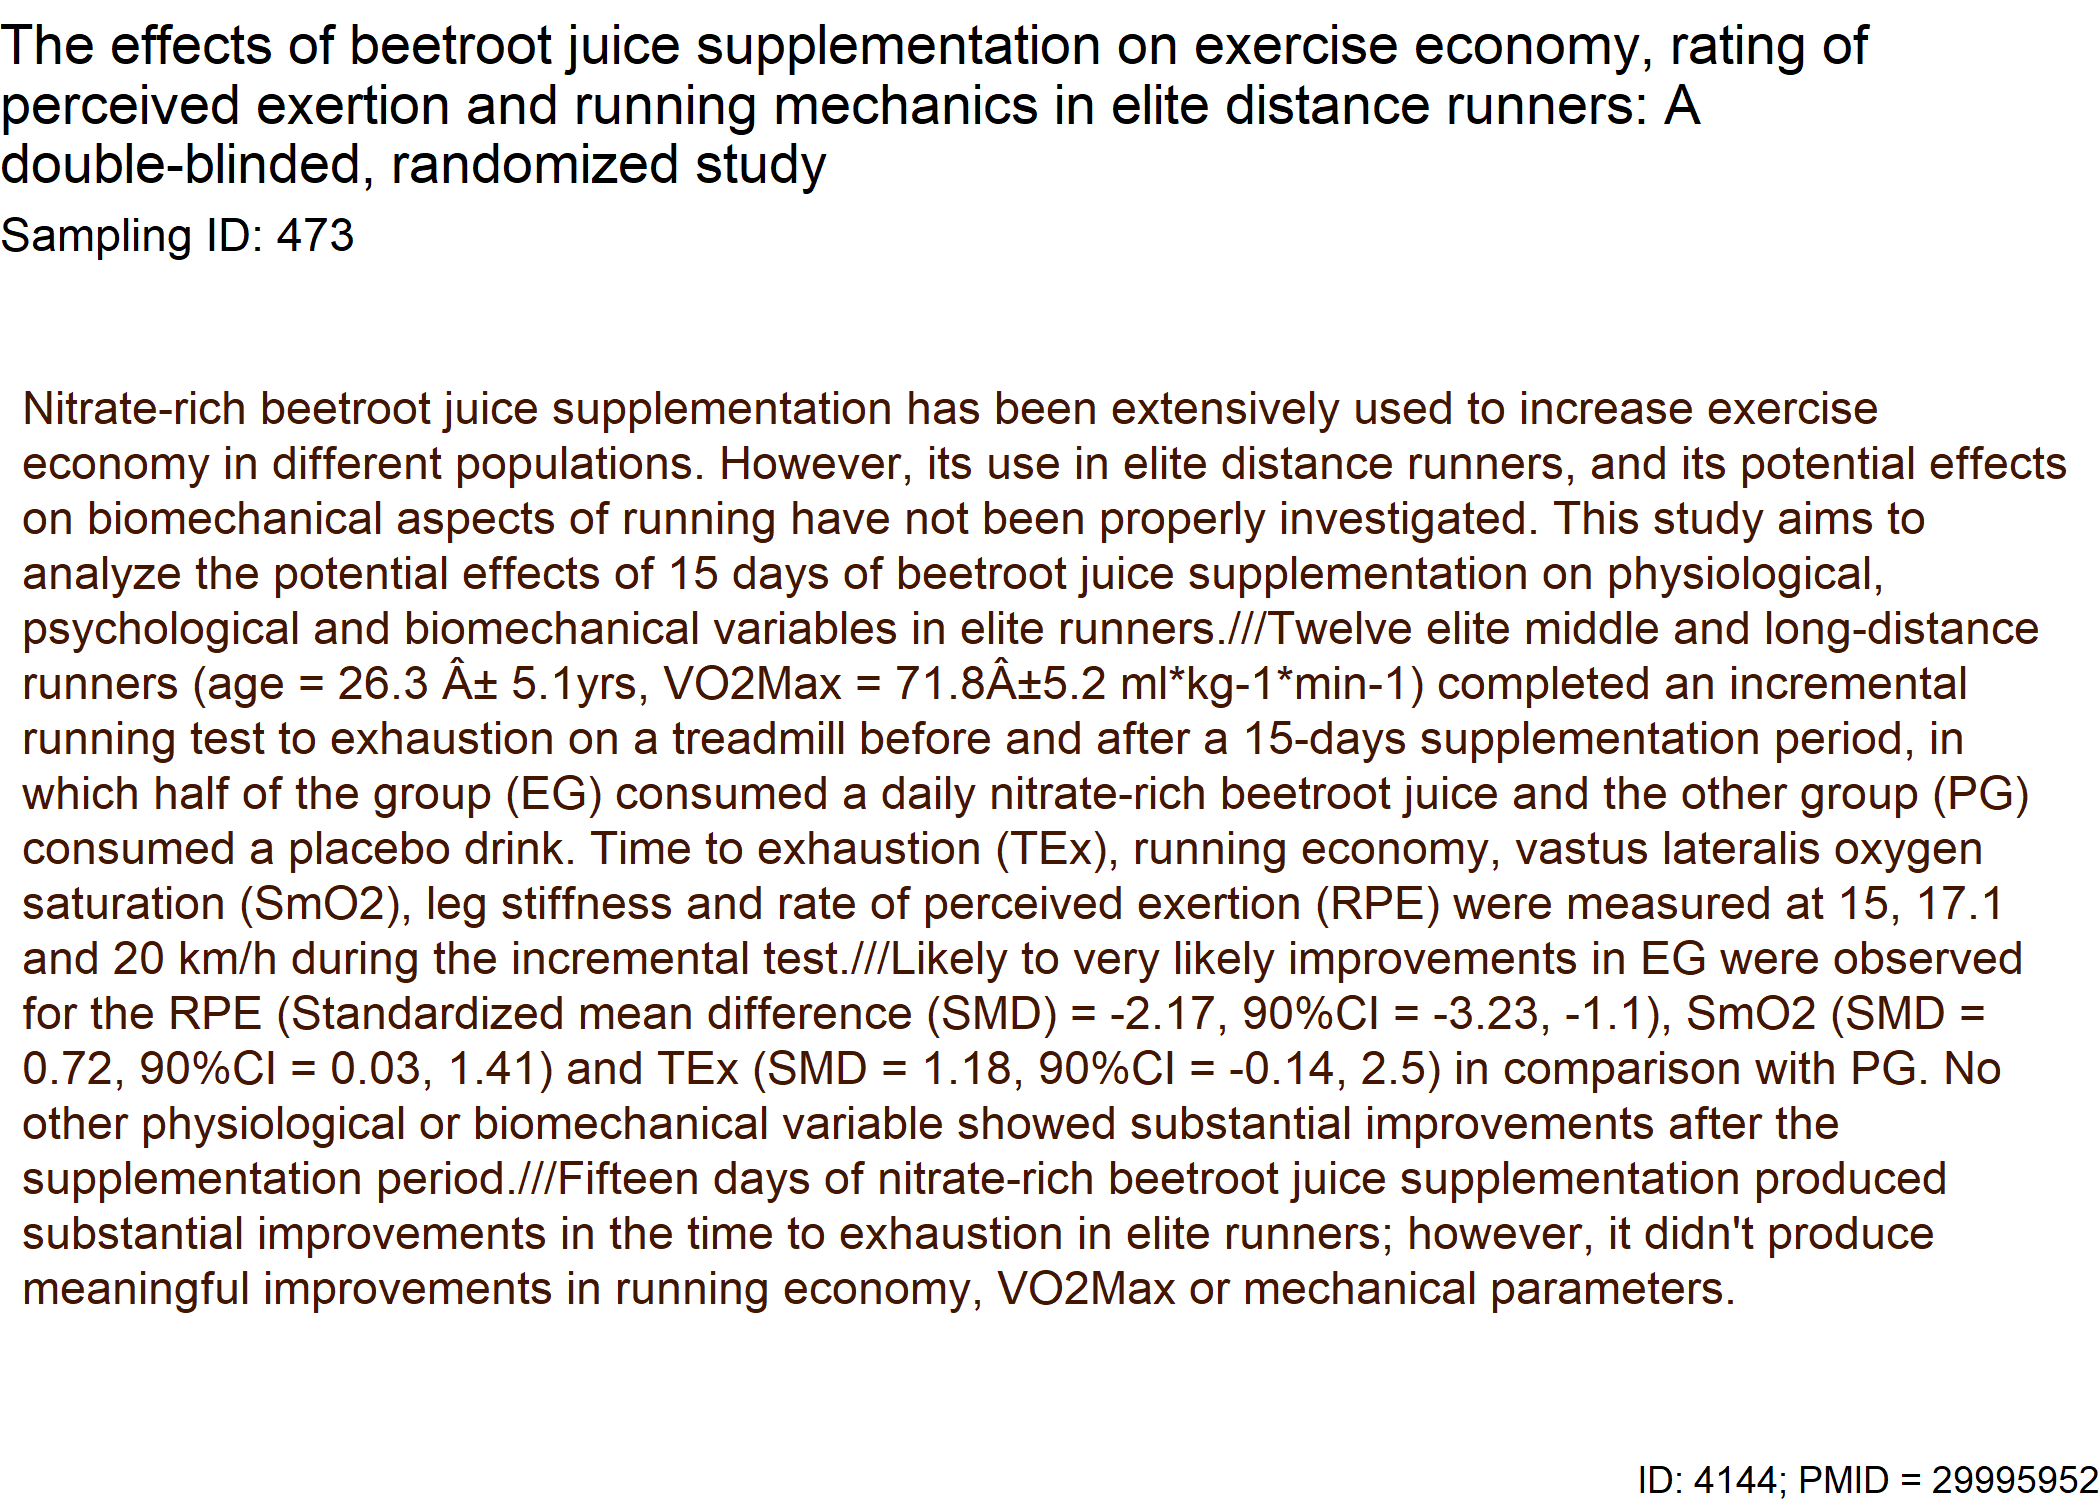 The effects of beetroot juice supplementation on exercise economy, rating of
perceived exertion and running mechanics in elite distance runners: A
double-blinded, randomized study
Sampling ID: 473
Nitrate-rich beetroot juice supplementation has been extensively used to increase exercise
economy in different populations. However, its use in elite distance runners, and its potential effects
on biomechanical aspects of running have not been properly investigated. This study aims to
analyze the potential effects of 15 days of beetroot juice supplementation on physiological,
psychological and biomechanical variables in elite runners.///Twelve elite middle and long-distance
runners (age = 26.3 Â± 5.1yrs, VO2Max = 71.8Â±5.2 ml*kg-1*min-1) completed an incremental
running test to exhaustion on a treadmill before and after a 15-days supplementation period, in
which half of the group (EG) consumed a daily nitrate-rich beetroot juice and the other group (PG)
consumed a placebo drink. Time to exhaustion (TEx), running economy, vastus lateralis oxygen
saturation (SmO2), leg stiffness and rate of perceived exertion (RPE) were measured at 15, 17.1
and 20 km/h during the incremental test.///Likely to very likely improvements in EG were observed
for the RPE (Standardized mean difference (SMD) = -2.17, 90%CI = -3.23, -1.1), SmO2 (SMD =
0.72, 90%CI = 0.03, 1.41) and TEx (SMD = 1.18, 90%CI = -0.14, 2.5) in comparison with PG. No
other physiological or biomechanical variable showed substantial improvements after the
supplementation period.///Fifteen days of nitrate-rich beetroot juice supplementation produced
substantial improvements in the time to exhaustion in elite runners; however, it didn't produce
meaningful improvements in running economy, VO2Max or mechanical parameters.
ID: 4144; PMID = 29995952